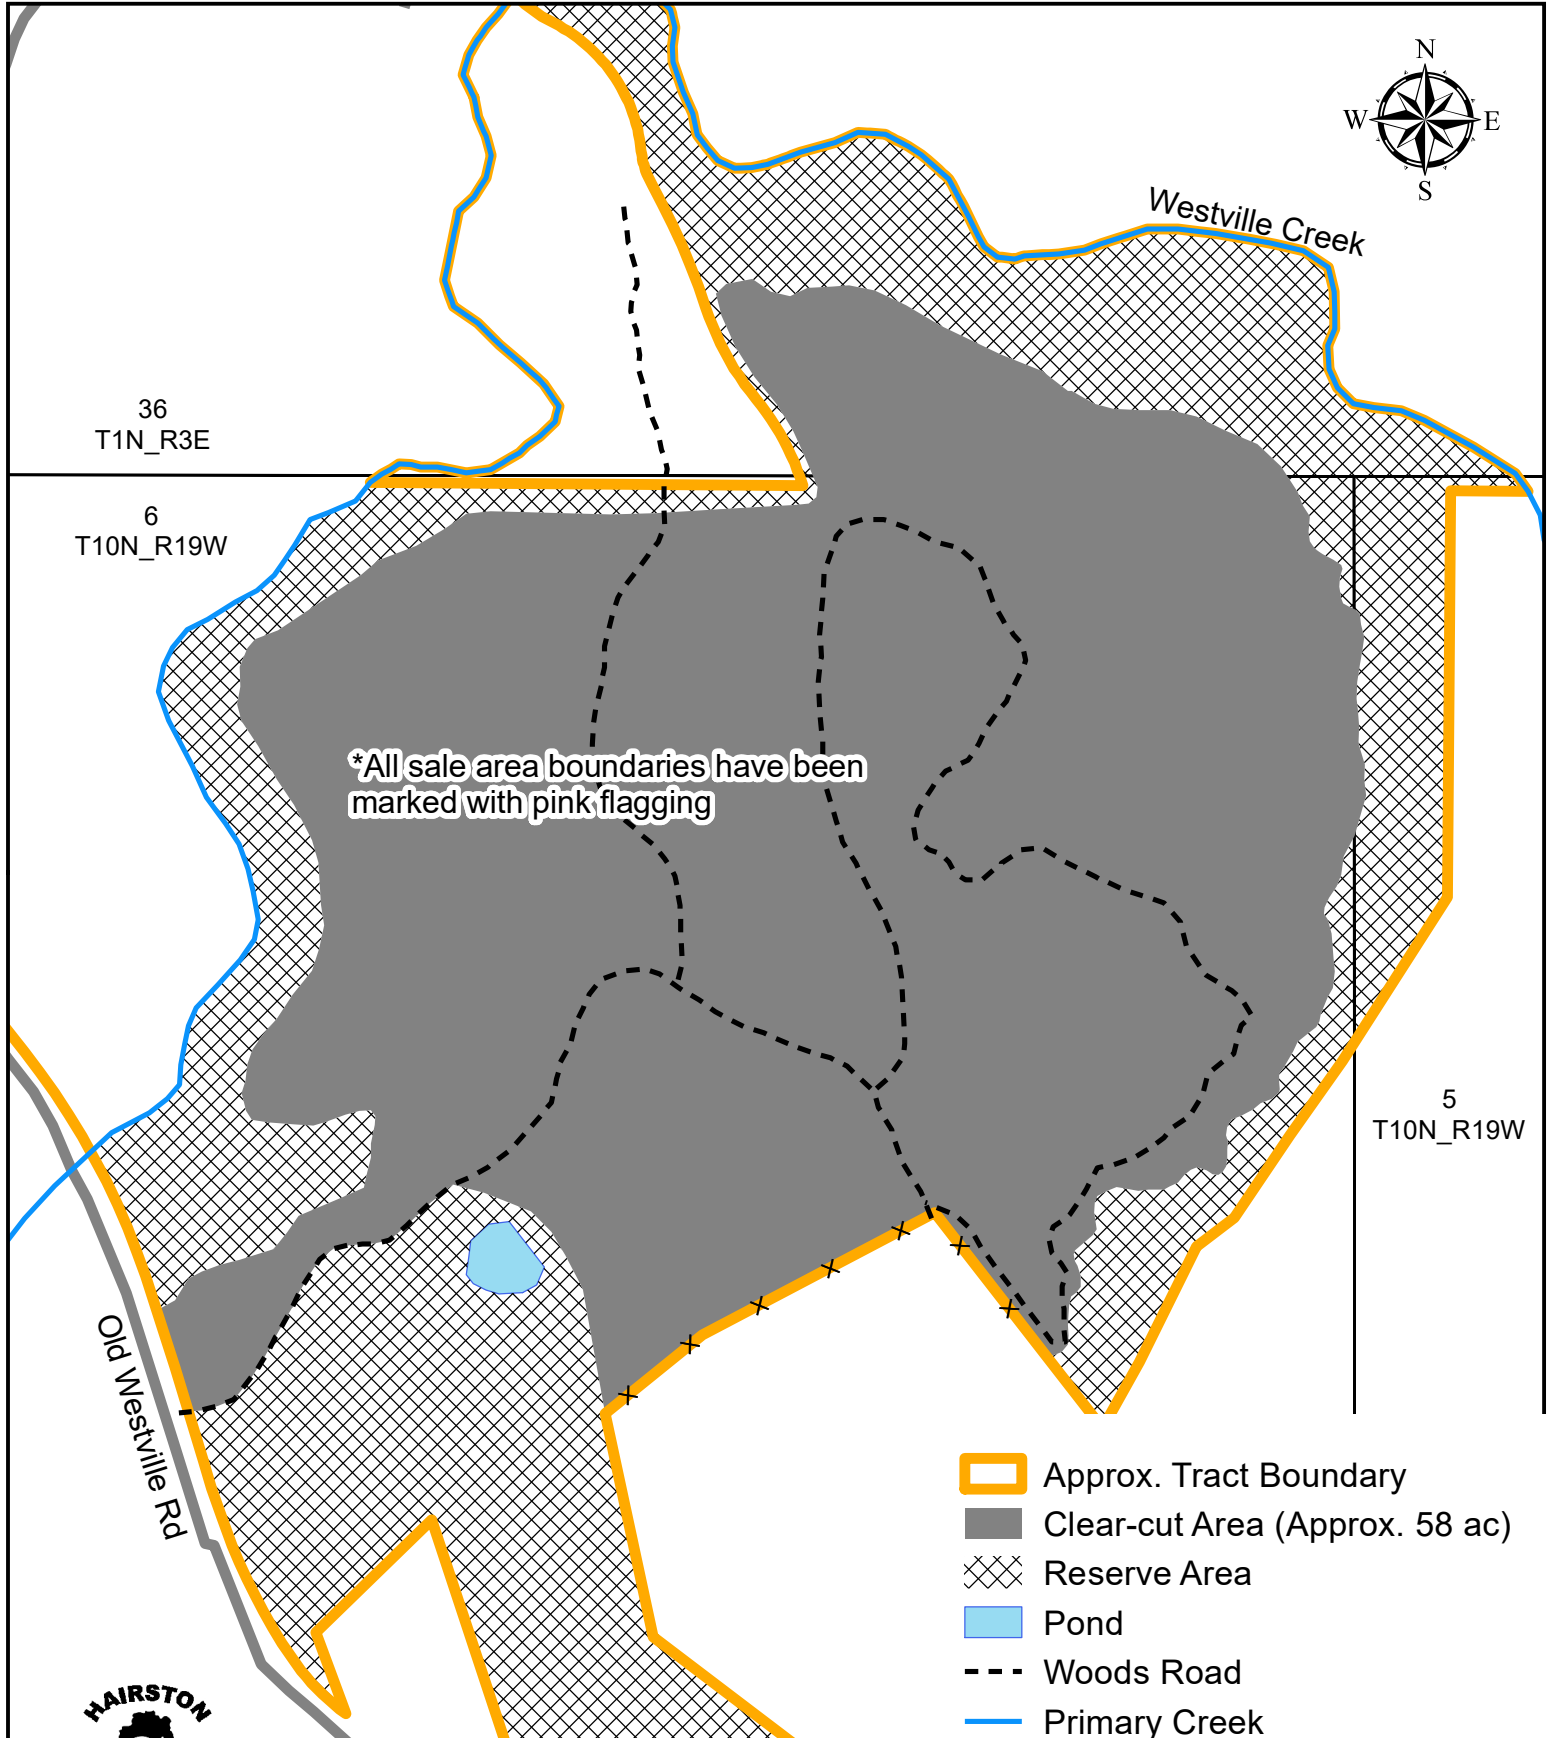 N
W
E
S
Westville Creek
36
T1N_R3E
6
T10N_R19W
*All sale area boundaries have been
marked with pink flagging
5
T10N_R19W
Old Westville Rd
Approx. Tract Boundary
Clear-cut Area (Approx. 58 ac)
Reserve Area
Pond
Woods Road
Primary Creek
HAIRSTON